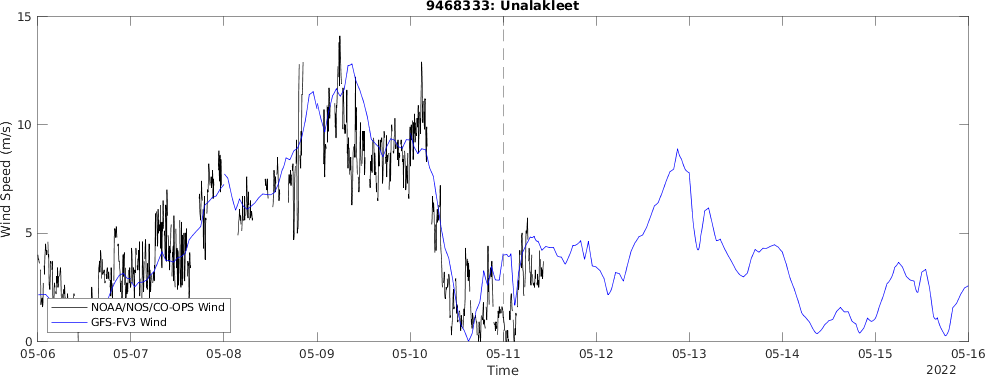 9468333: Unalakleet
15
10
5
0
Wind Speed (m/s)
NOAA/NOS/CO-OPS Wind
GFS-FV3 Wind
05-06 05-07 05-08 05-09 05-10 05-11 05-12 05-13 05-14 05-15 05-16
Time
2022